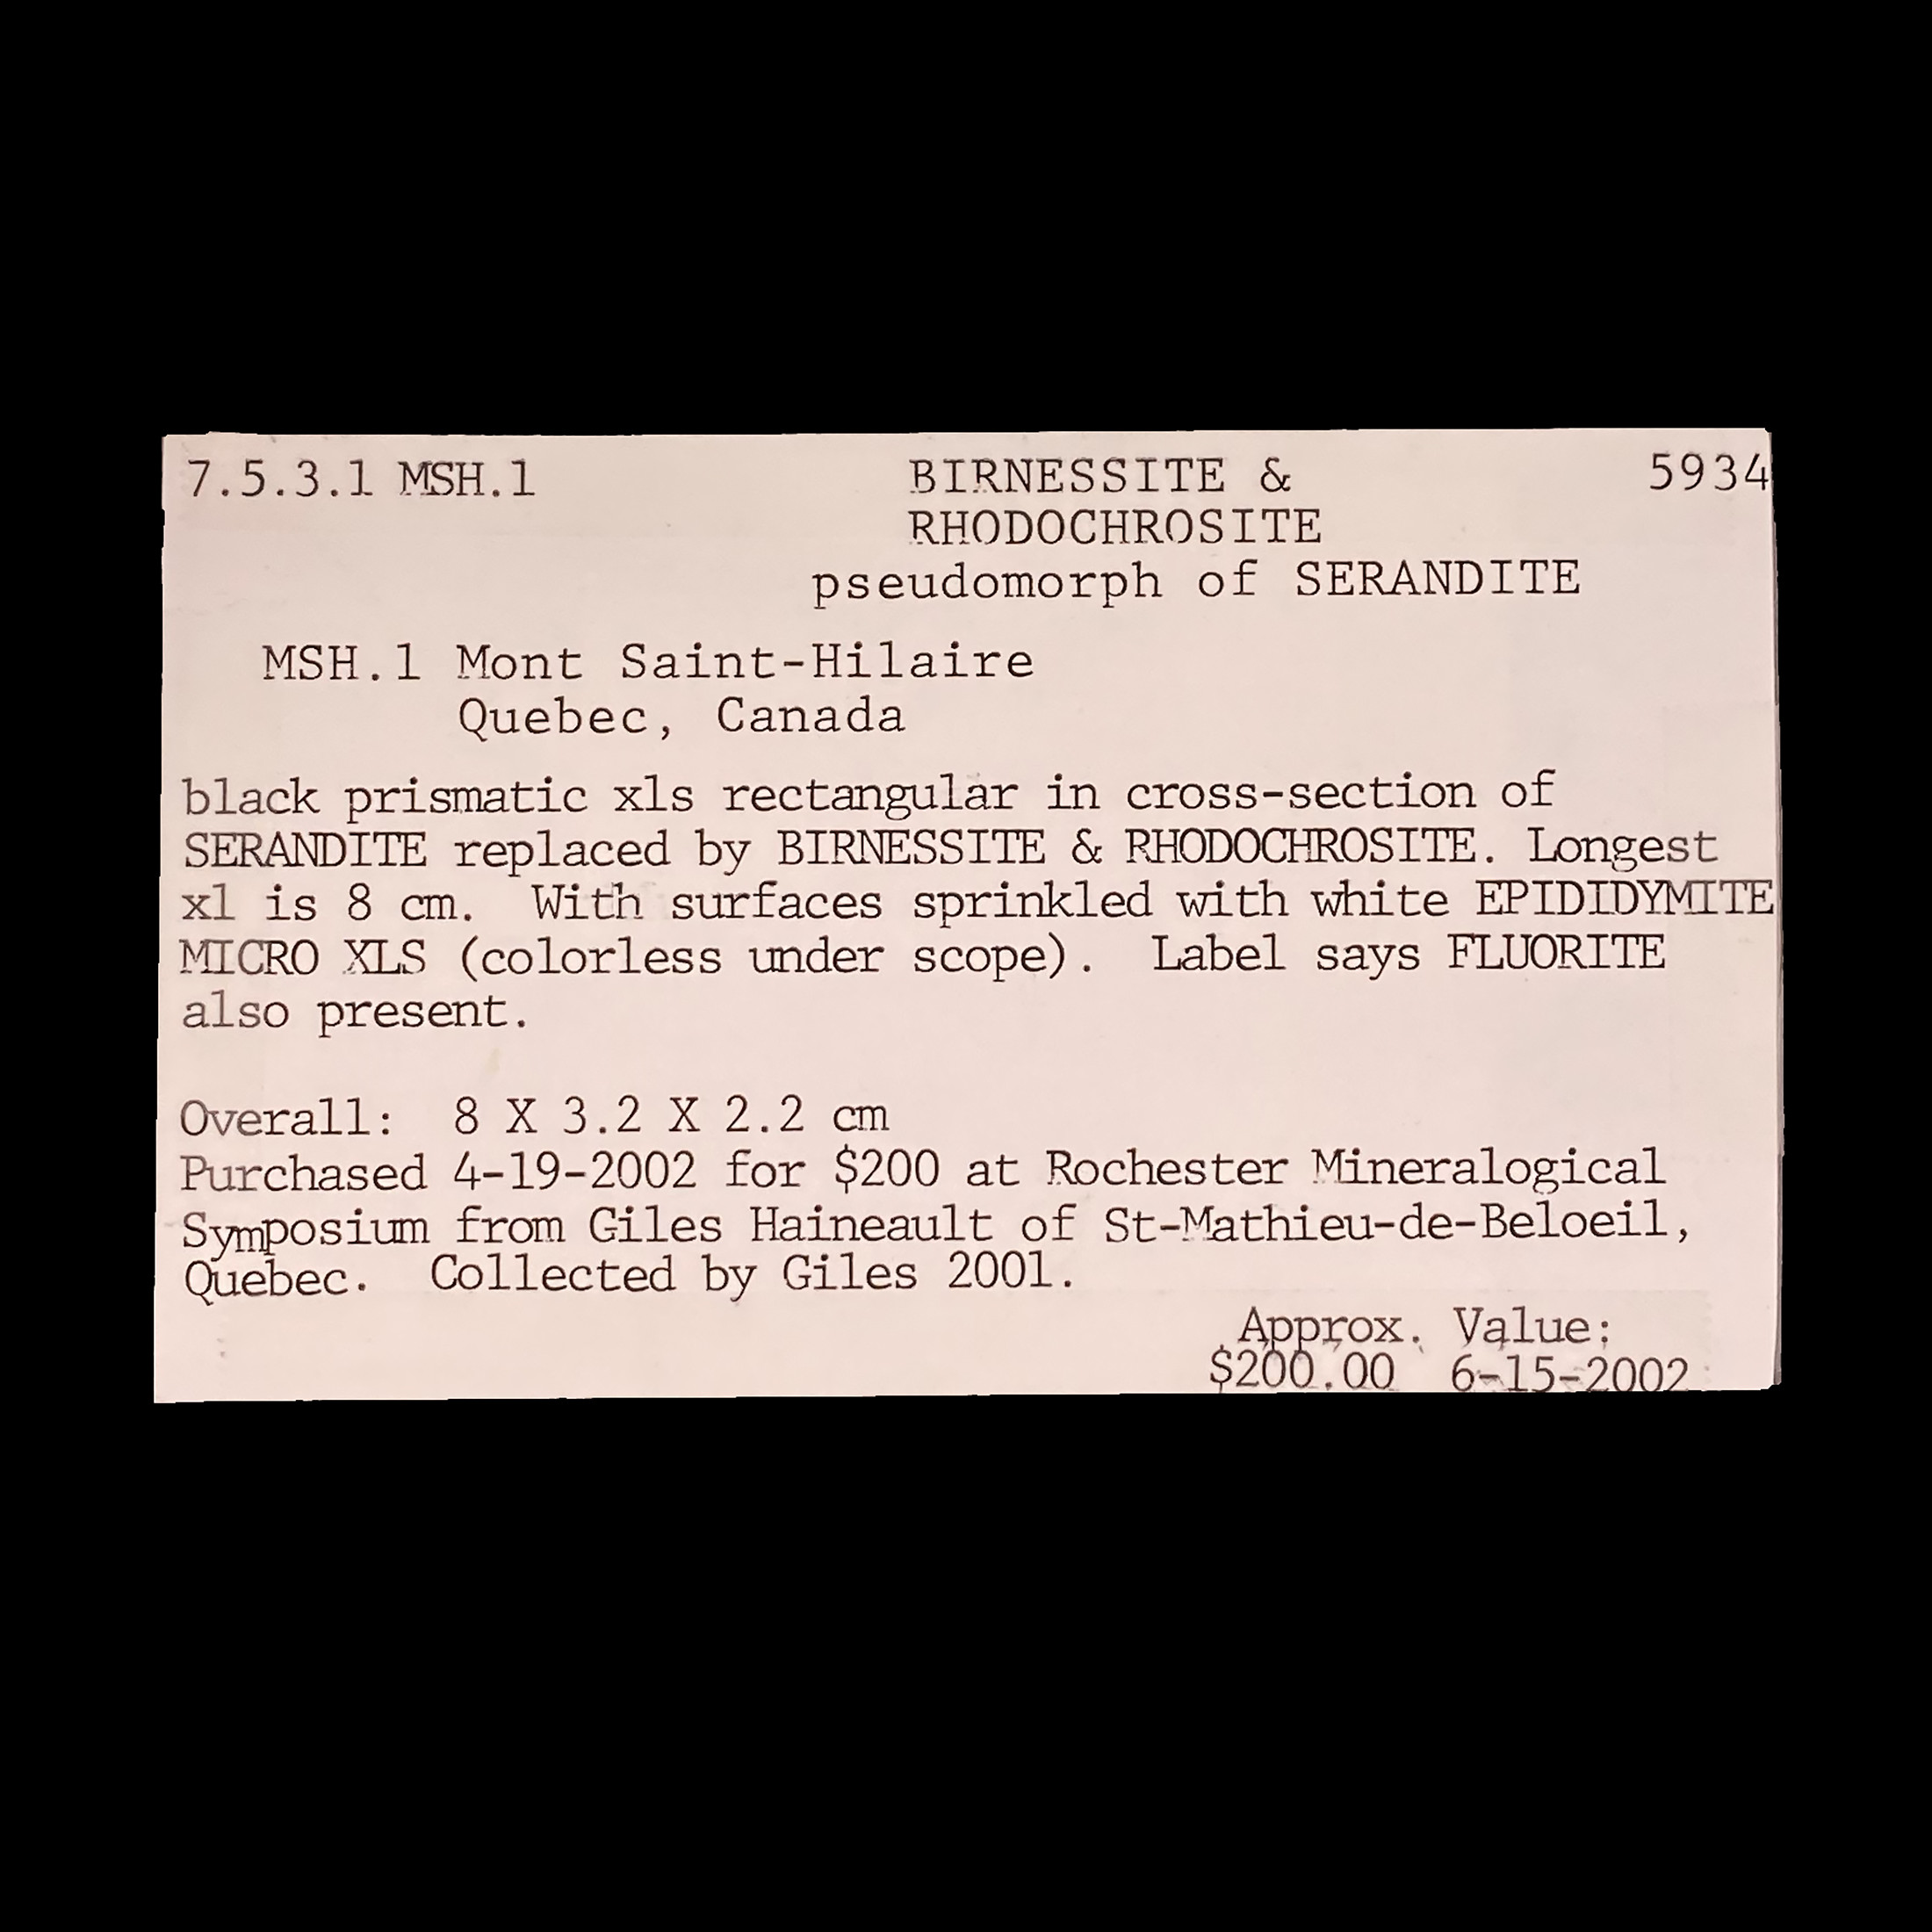 7.5.3.1 MSH.1 BIRNESSITE & 5934
RHODOCHROSITE
pseudomorph of SERANDITE
MSH.1 Mont Saint-Hilaire
Quebec, Canada
black prismatic xls rectangular in cross-section of
SERANDITE replaced by BIRNESSITE & RHODOCHROSITE. Longest
xl is 8 cm. With surfaces sprinkled with white EPIDIDYMITE
MICRO XLS (colorless under scope). Label says FLUORITE
also present.
Overall: 8 X 3.2 X 2.2 cm
Purchased 4-19-2002 for $200 at Rochester Mineralogical
Symposium from Giles Haineault of St-Mathieu-de-Beloeil,
Quebec. Collected by Giles 2001.
Approx. Value:
$200.00 6-15-2002